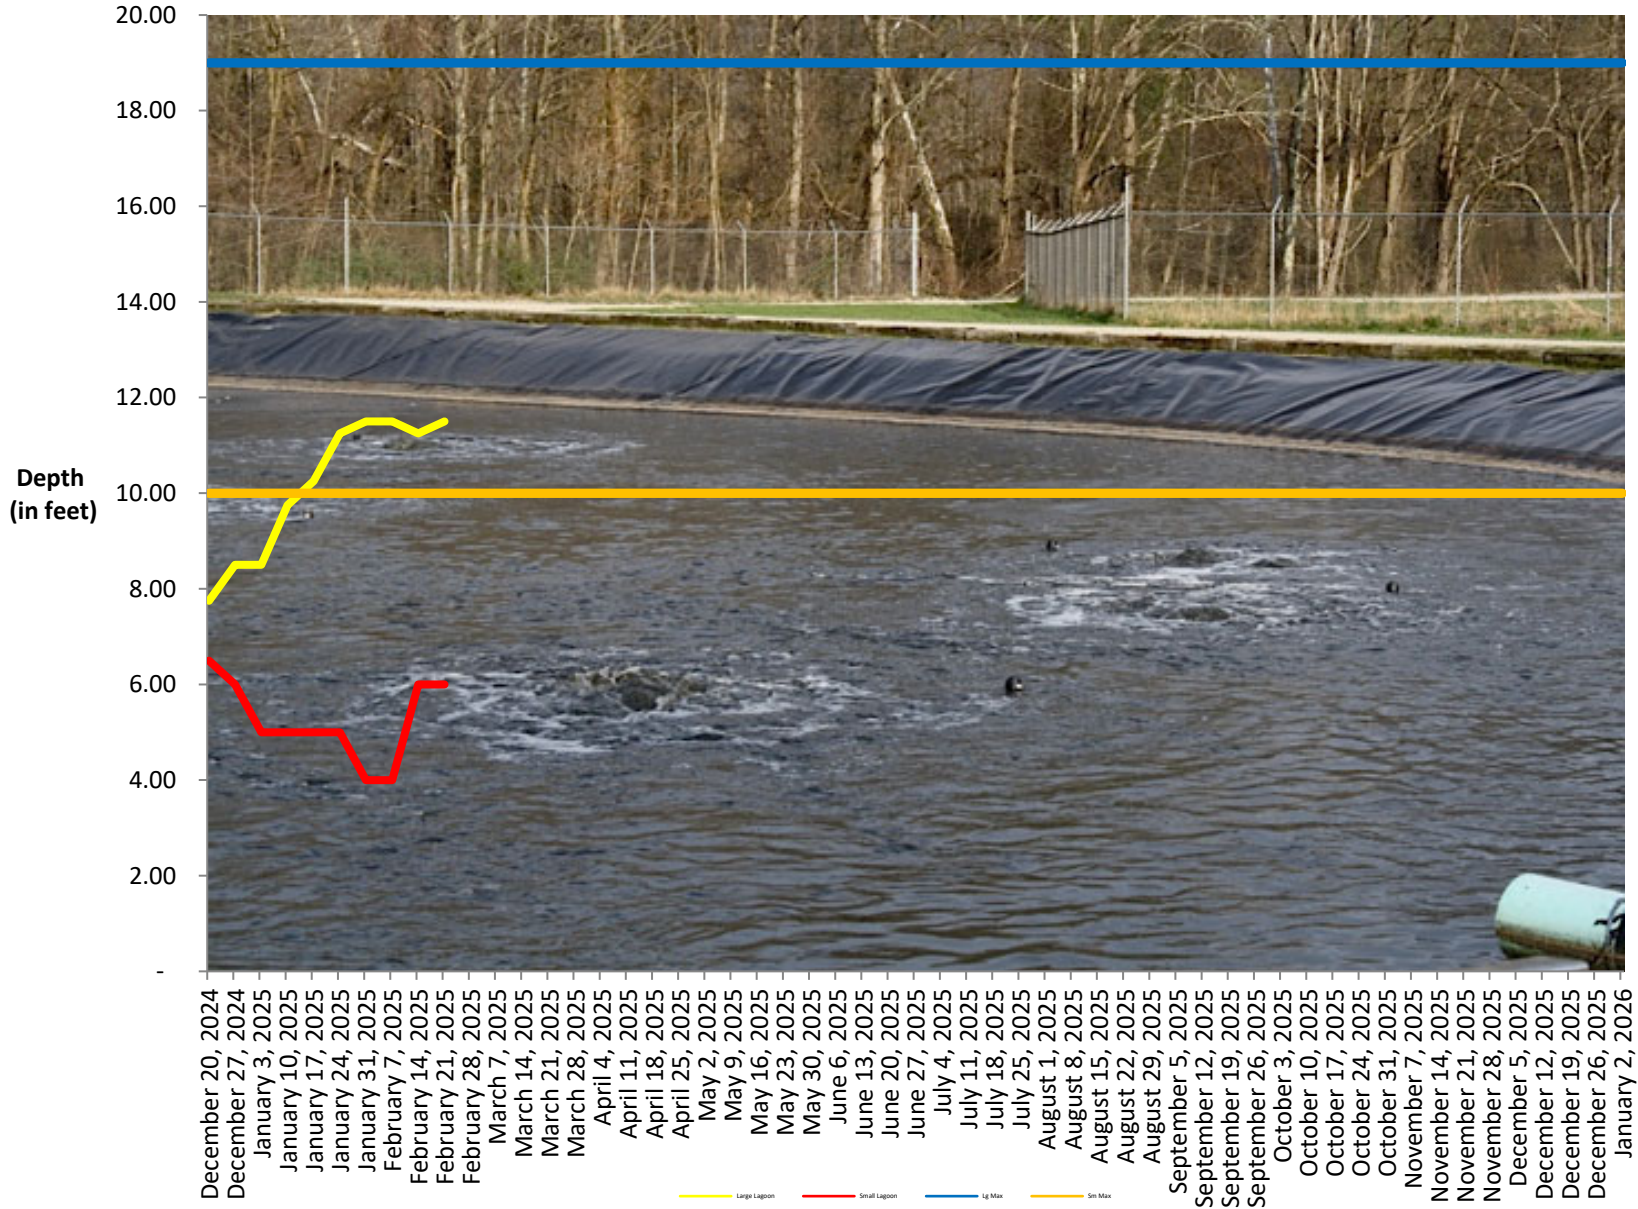 20.00
18.00
16.00
14.00
12.00
10.00
8.00
6.00
4.00
2.00
-
Depth
(in feet)
December 20, 2024
December 27, 2024
January 3, 2025
January 10, 2025
January 17, 2025
January 24, 2025
January 31, 2025
February 7, 2025
February 14, 2025
February 21, 2025
February 28, 2025
March 7, 2025
March 14, 2025
March 21, 2025
March 28, 2025
April 4, 2025
April 11, 2025
April 18, 2025
April 25, 2025
May 2, 2025
May 9, 2025
May 16, 2025
May 23, 2025
May 30, 2025
June 6, 2025
June 13, 2025
June 20, 2025
June 27, 2025
July 4, 2025
July 11, 2025
July 18, 2025
July 25, 2025
August 1, 2025
August 8, 2025
August 15, 2025
August 22, 2025
August 29, 2025
September 5, 2025
September 12, 2025
September 19, 2025
September 26, 2025
October 3, 2025
October 10, 2025
October 17, 2025
October 24, 2025
October 31, 2025
November 7, 2025
November 14, 2025
November 21, 2025
November 28, 2025
December 5, 2025
December 12, 2025
December 19, 2025
December 26, 2025
January 2, 2026
Large Lagoon
Small Lagoon
Lg Max
Sm Max